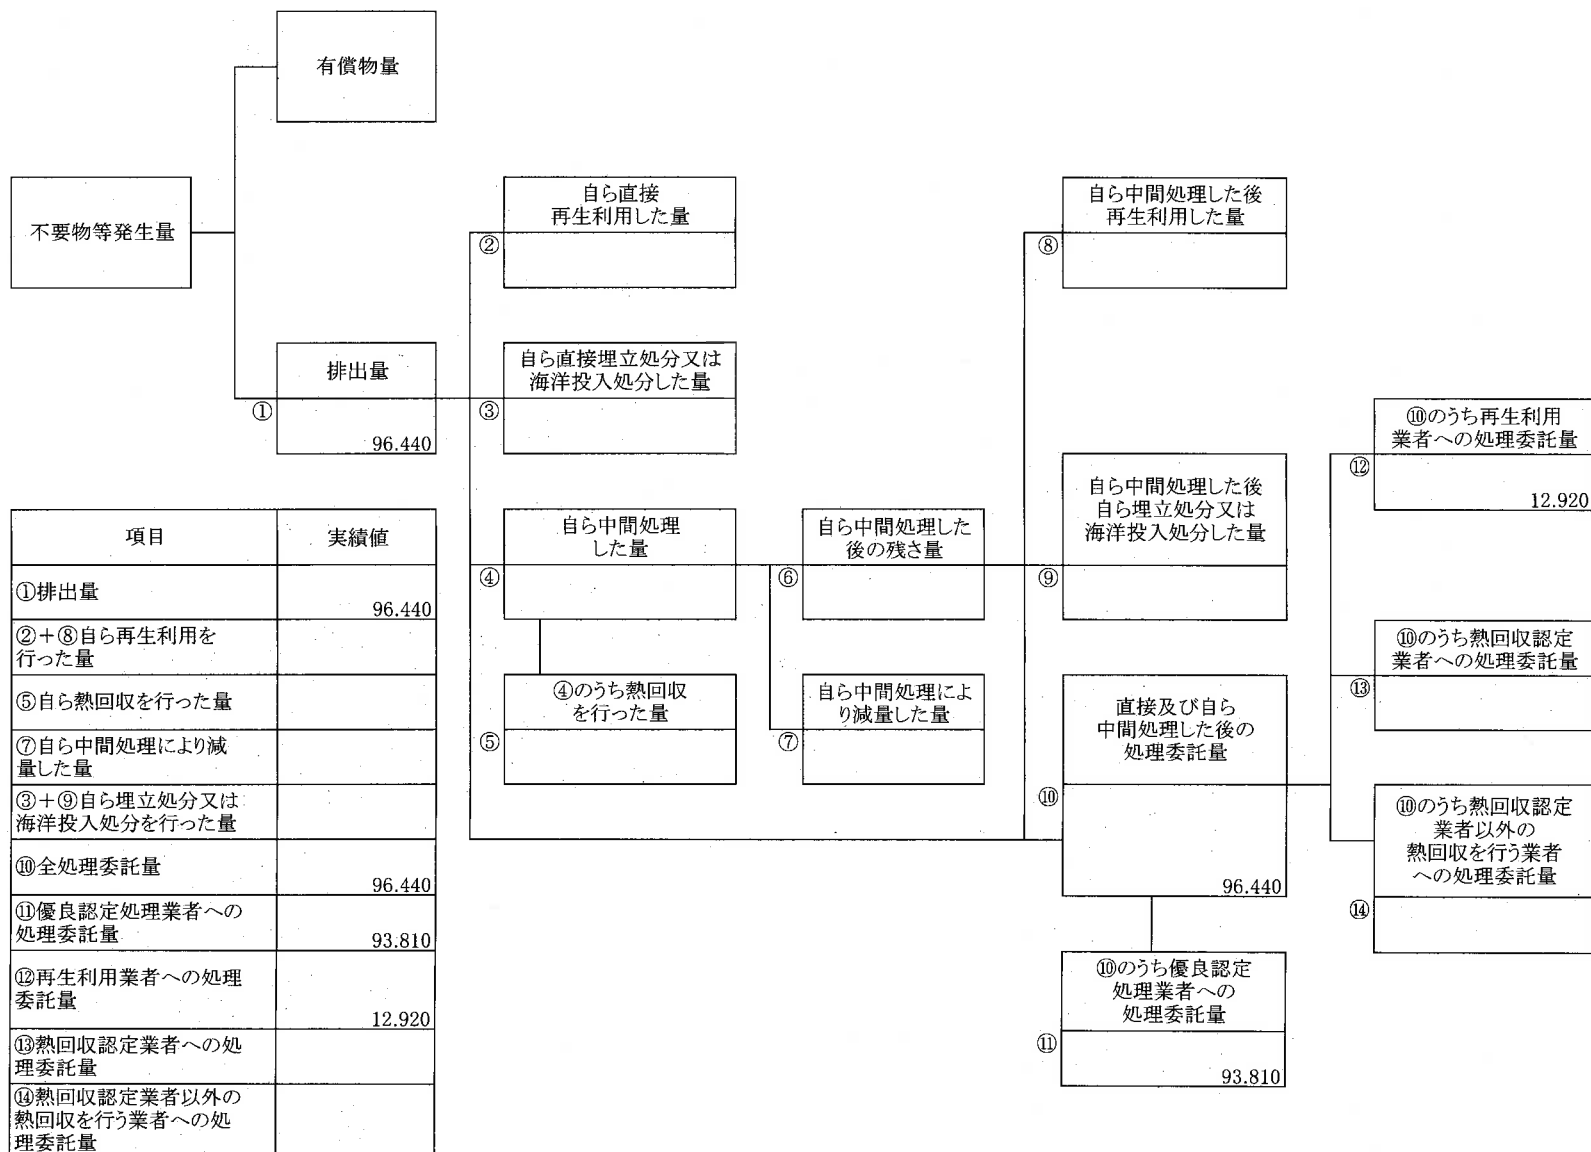 有償物量
不要物等発生量
排出量
①
96.440
自ら直接
再生利用した量
②
自ら直接埋立処分又は
海洋投入処分した量
③
自ら中間処理
した量
④
④のうち熱回収
を行った量
⑤
自ら中間処理した
後の残さ量
⑥
自ら中間処理によ
り減量した量
⑦
自ら中間処理した後
再生利用した量
⑧
自ら中間処理した後
自ら埋立処分又は
海洋投入処分した量
⑨
直接及び自ら
中間処理した後の
処理委託量
⑩
96.440
⑩のうち優良認定
処理業者への
処理委託量
⑪
93.810
⑩のうち再生利用
業者への処理委託量
⑫
12.920
⑩のうち熱回収認定
業者への処理委託量
⑬
⑩のうち熱回収認定
業者以外の
熱回収を行う業者
への処理委託量
⑭
項目 実績値
①排出量
96.440
②+⑧自ら再生利用を
行った量
⑤自ら熱回収を行った量
⑦自ら中間処理により減
量した量
③+⑨自ら埋立処分又は
海洋投入処分を行った量
⑩全処理委託量
96.440
⑪優良認定処理業者への
処理委託量
93.810
⑫再生利用業者への処理
委託量
12.920
⑬熱回収認定業者への処
理委託量
⑭熱回収認定業者以外の
熱回収を行う業者への処
理委託量